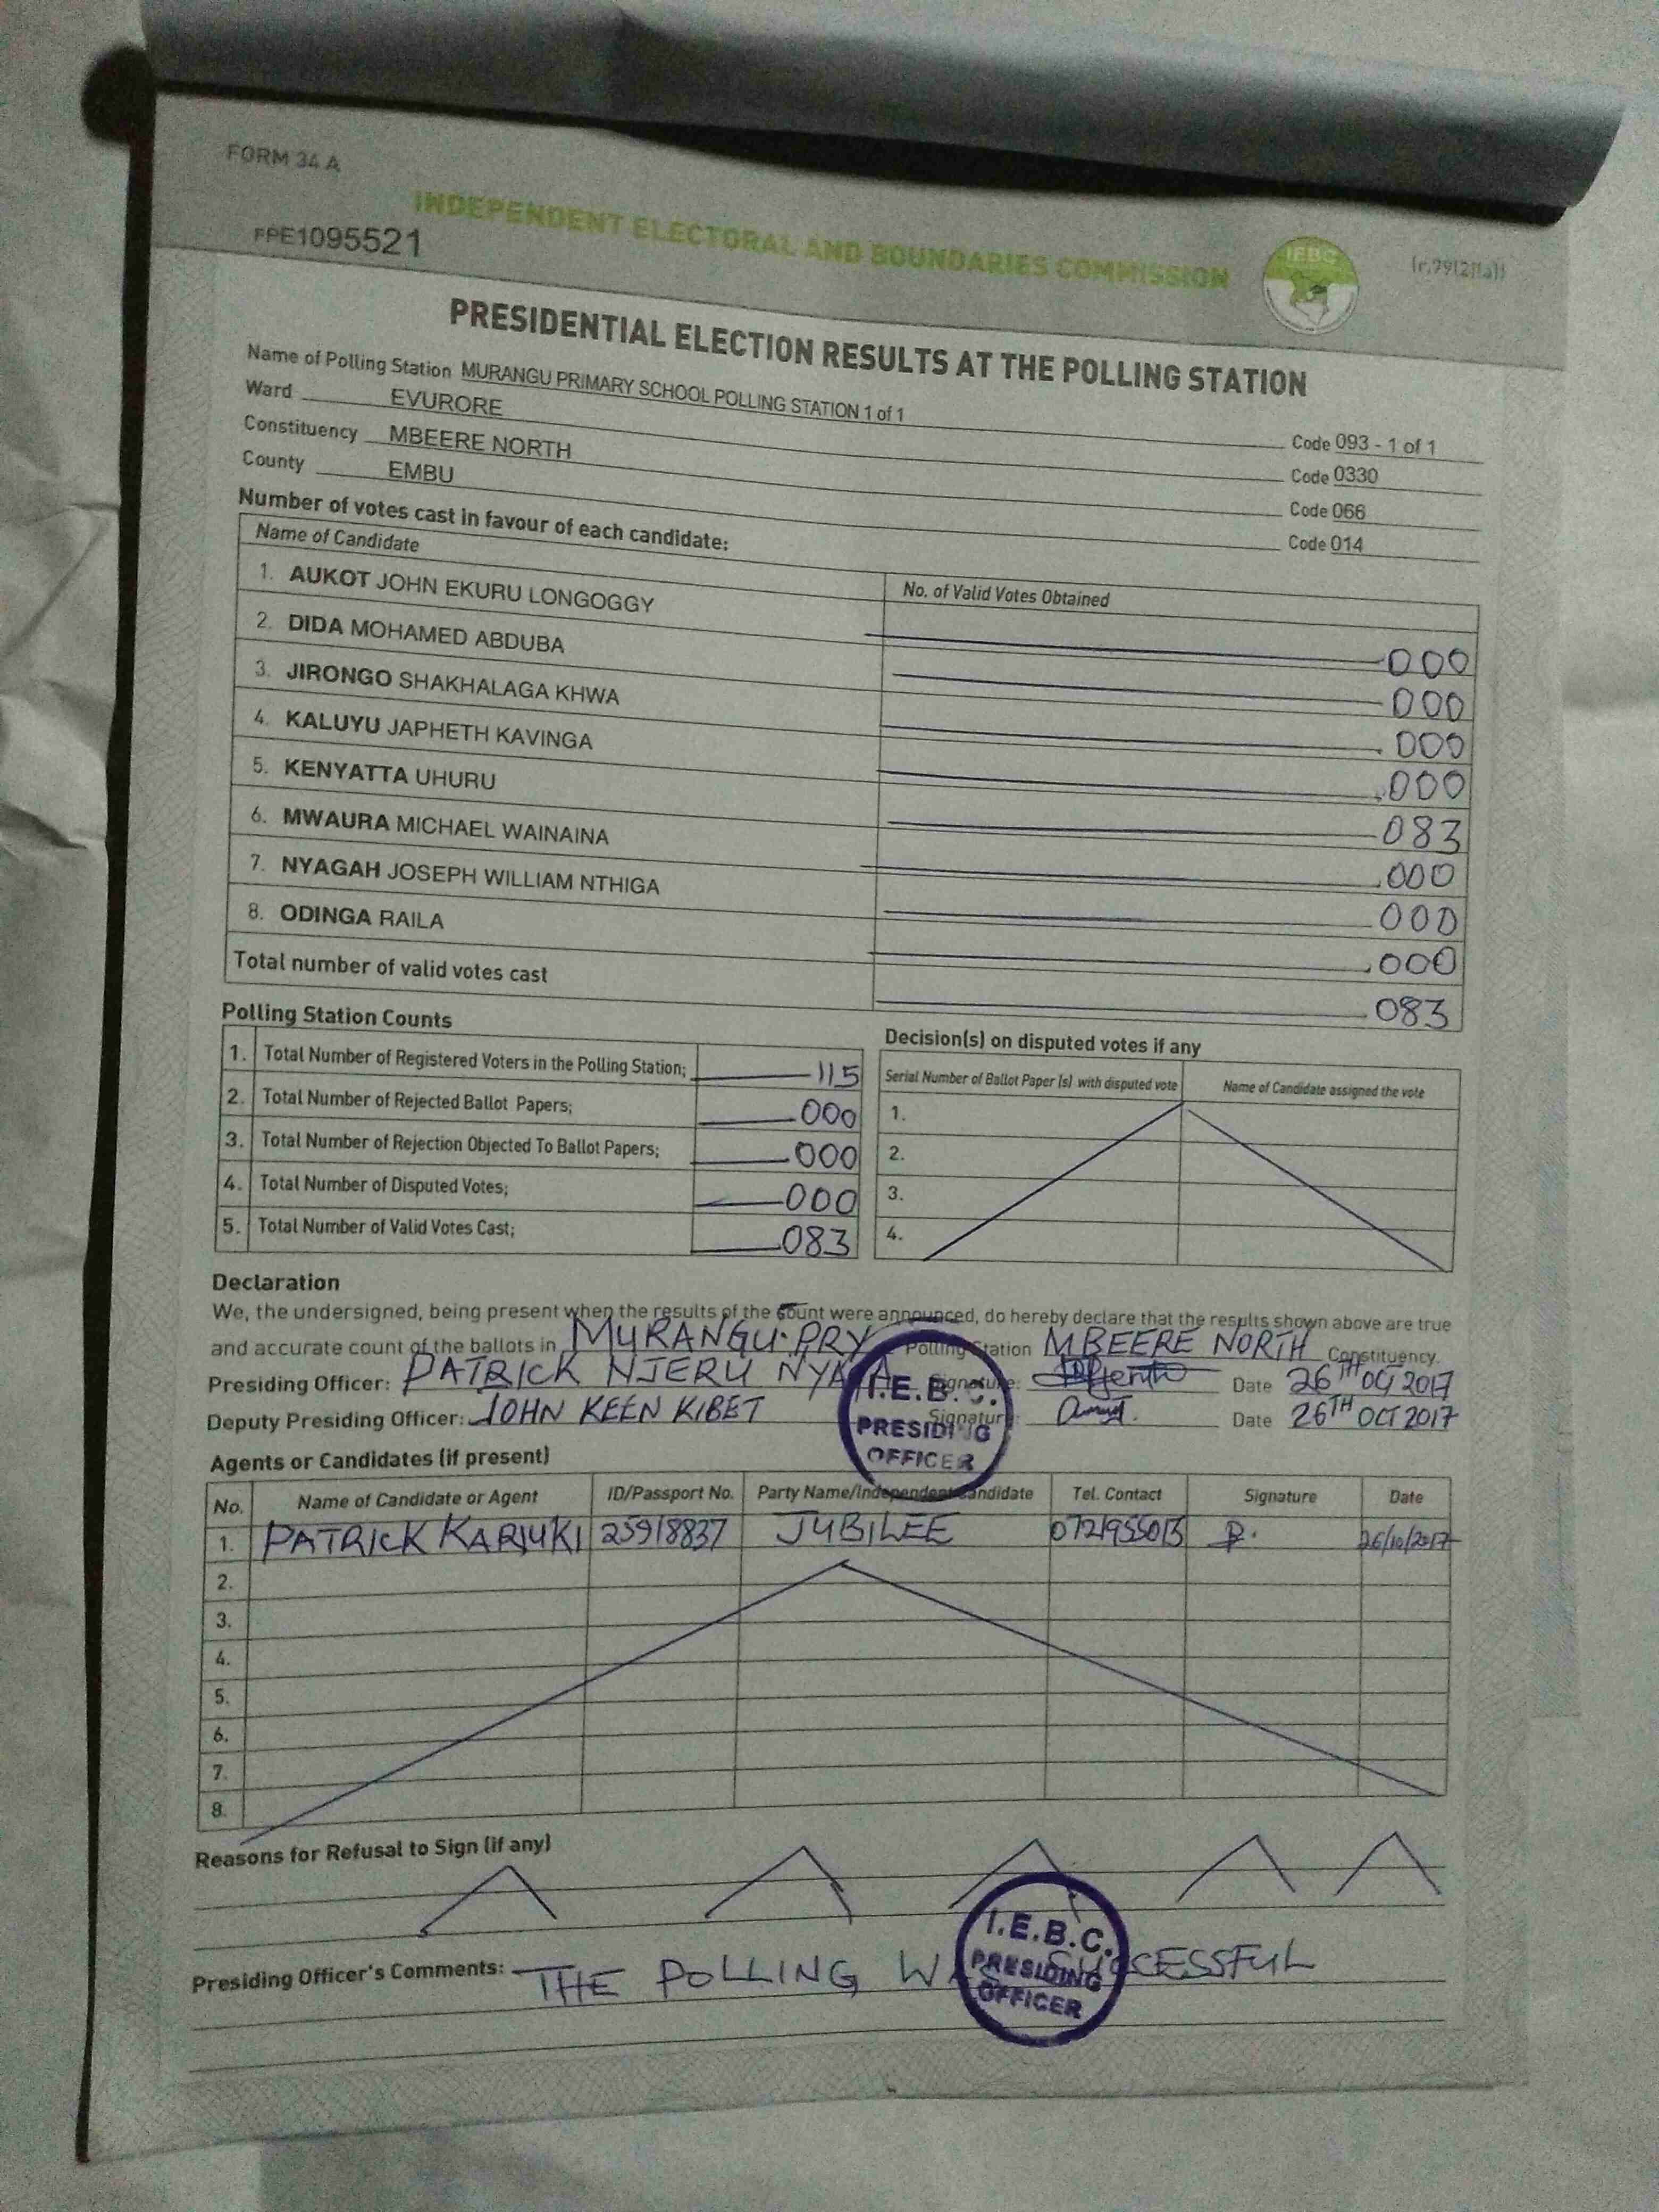 FORM 34 A
INDEPENDENT ELECTORAL AND BOUNDARIES COMMISSION
IEBC
(r.79(2)(a))
FPE1095521
PRESIDENTIAL ELECTION RESULTS AT THE POLLING STATION
Name of Polling Station MURANGU PRIMARY SCHOOL POLLING STATION 1 of 1 Code 093 - 1 of 1
Ward EVURORE Code 0330
Constituency MBEERE NORTH Code 066
County EMBU Code 014
Number of votes cast in favour of each candidate:
Name of Candidate No. of Valid Votes Obtained
1. AUKOT JOHN EKURU LONGOGGY 000
2. DIDA MOHAMED ABDUBA 000
3. JIRONGO SHAKHALAGA KHWA 000
4. KALUYU JAPHETH KAVINGA 000
5. KENYATTA UHURU 083
6. MWAURA MICHAEL WAINAINA 000
7. NYAGAH JOSEPH WILLIAM NTHIGA 000
8. ODINGA RAILA 000
Total number of valid votes cast 083
Polling Station Counts
1. Total Number of Registered Voters in the Polling Station; 115
2. Total Number of Rejected Ballot Papers; 000
3. Total Number of Rejection Objected To Ballot Papers; 000
4. Total Number of Disputed Votes; 000
5. Total Number of Valid Votes Cast; 083
Decision(s) on disputed votes if any
Serial Number of Ballot Paper (s) with disputed vote Name of Candidate assigned the vote
1.
2.
3.
4.
Declaration
We, the undersigned, being present when the results of the count were announced, do hereby declare that the results shown above are true
and accurate count of the ballots in MURANGU PRY Polling Station MBEERE NORTH Constituency.
Presiding Officer: PATRICK NJERU Signature: Date 26TH OCT 2017
Deputy Presiding Officer: JOHN KEEN KIBET Signature: Date 26TH OCT 2017
I.E.B.C.
PRESIDING
OFFICER
Agents or Candidates (if present)
No. Name of Candidate or Agent ID/Passport No. Party Name/Independent Candidate Tel. Contact Signature Date
1. PATRICK KARIUKI 25918837 JUBILEE 0721955013 P. 26/10/2017
2.
3.
4.
5.
6.
7.
8.
Reasons for Refusal to Sign (if any)
Presiding Officer's Comments: THE POLLING WAS SUCCESSFUL
I.E.B.C.
PRESIDING
OFFICER